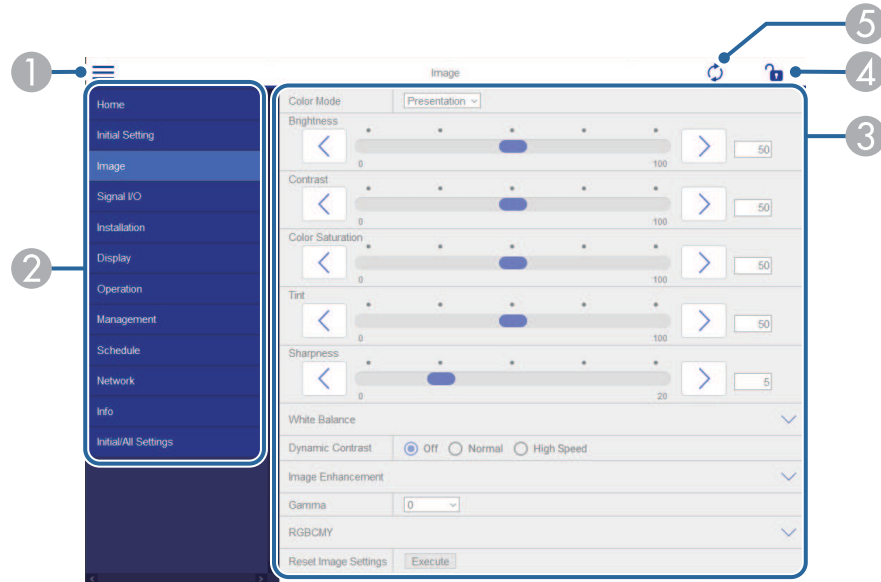 5
1
Image
4
Home
Initial Setting
Image
Signal I/O
Installation
Display
Operation
Management
Schedule
Network
Info
Initial/All Settings
2
3
Color Mode Presentation
Brightness
0 100 50
Contrast
0 100 50
Color Saturation
0 100 50
Tint
0 100 50
Sharpness
0 20 5
White Balance
Dynamic Contrast Off Normal High Speed
Image Enhancement
Gamma 0
RGBCMY
Reset Image Settings Execute